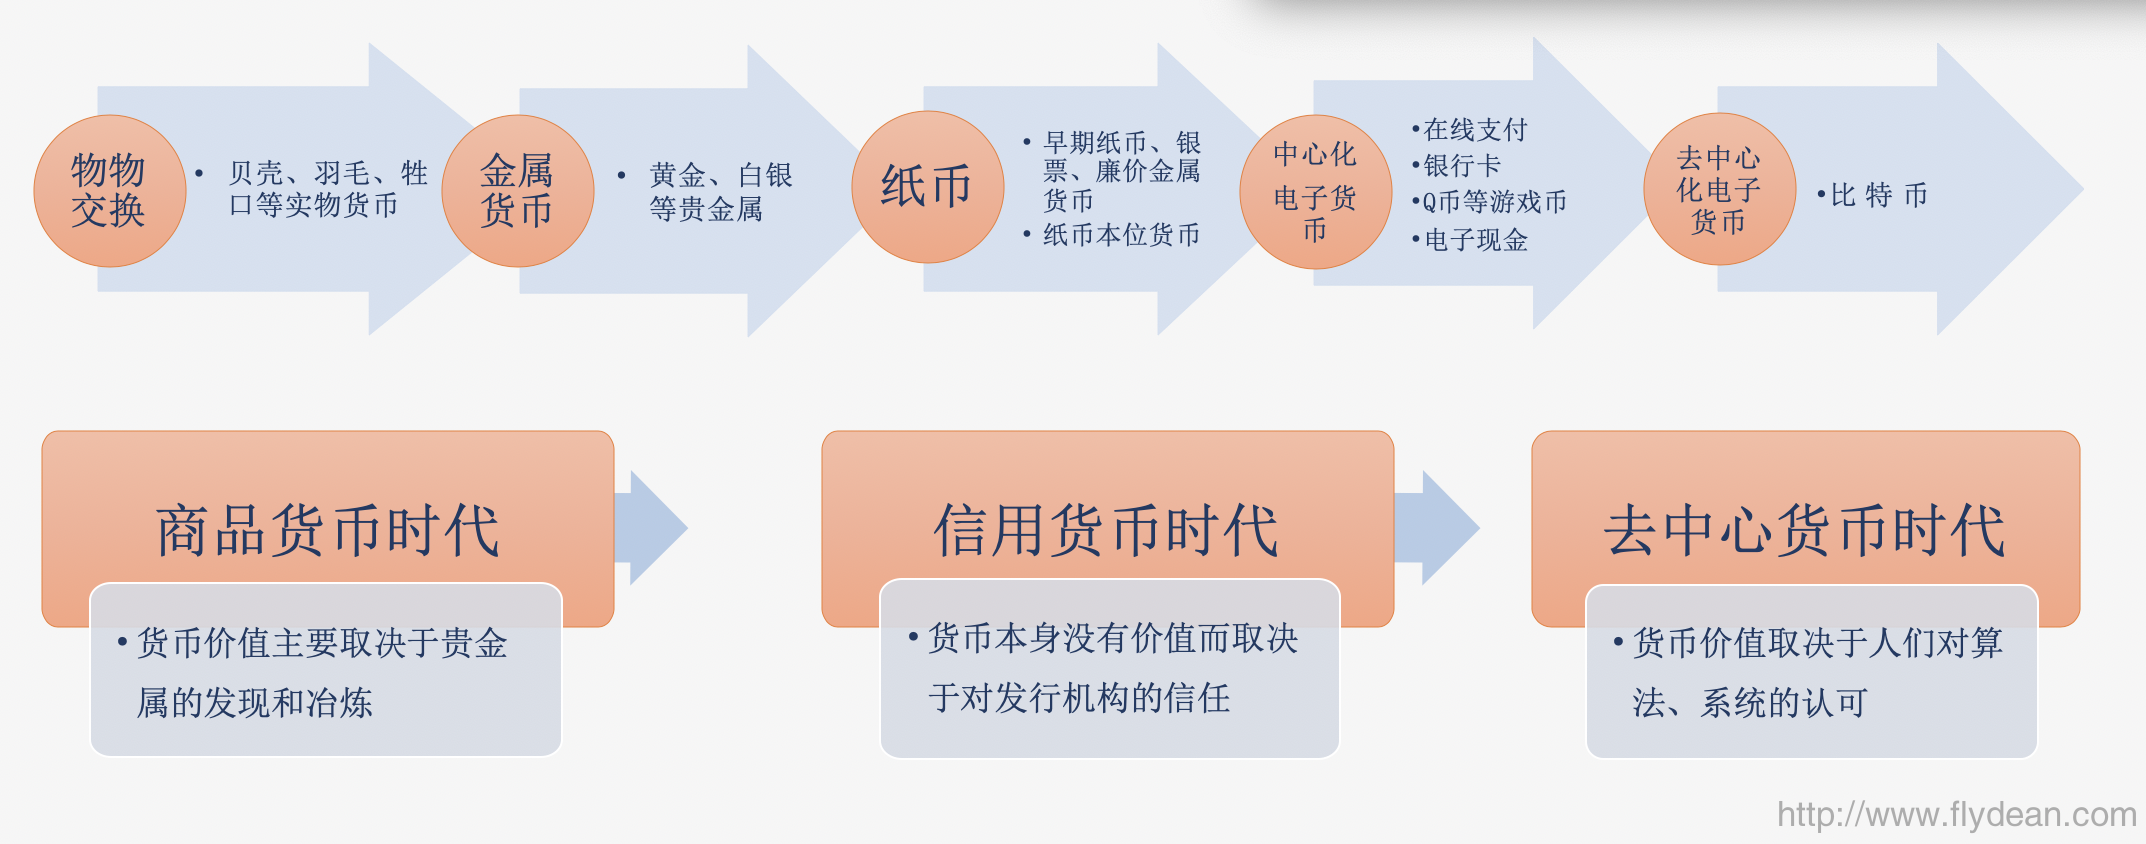 物物
交换
• 贝壳、羽毛、牲
口等实物货币
金属
货币
• 黄金、白银
等贵金属
纸币
• 早期纸币、银
票、廉价金属
货币
• 纸币本位货币
中心化
电子货
币
•在线支付
•银行卡
•Q币等游戏币
•电子现金
去中心
化电子
货币
•比特币
商品货币时代
•货币价值主要取决于贵金
属的发现和冶炼
信用货币时代
•货币本身没有价值而取决
于对发行机构的信任
去中心货币时代
•货币价值取决于人们对算
法、系统的认可
http://www.flydean.com